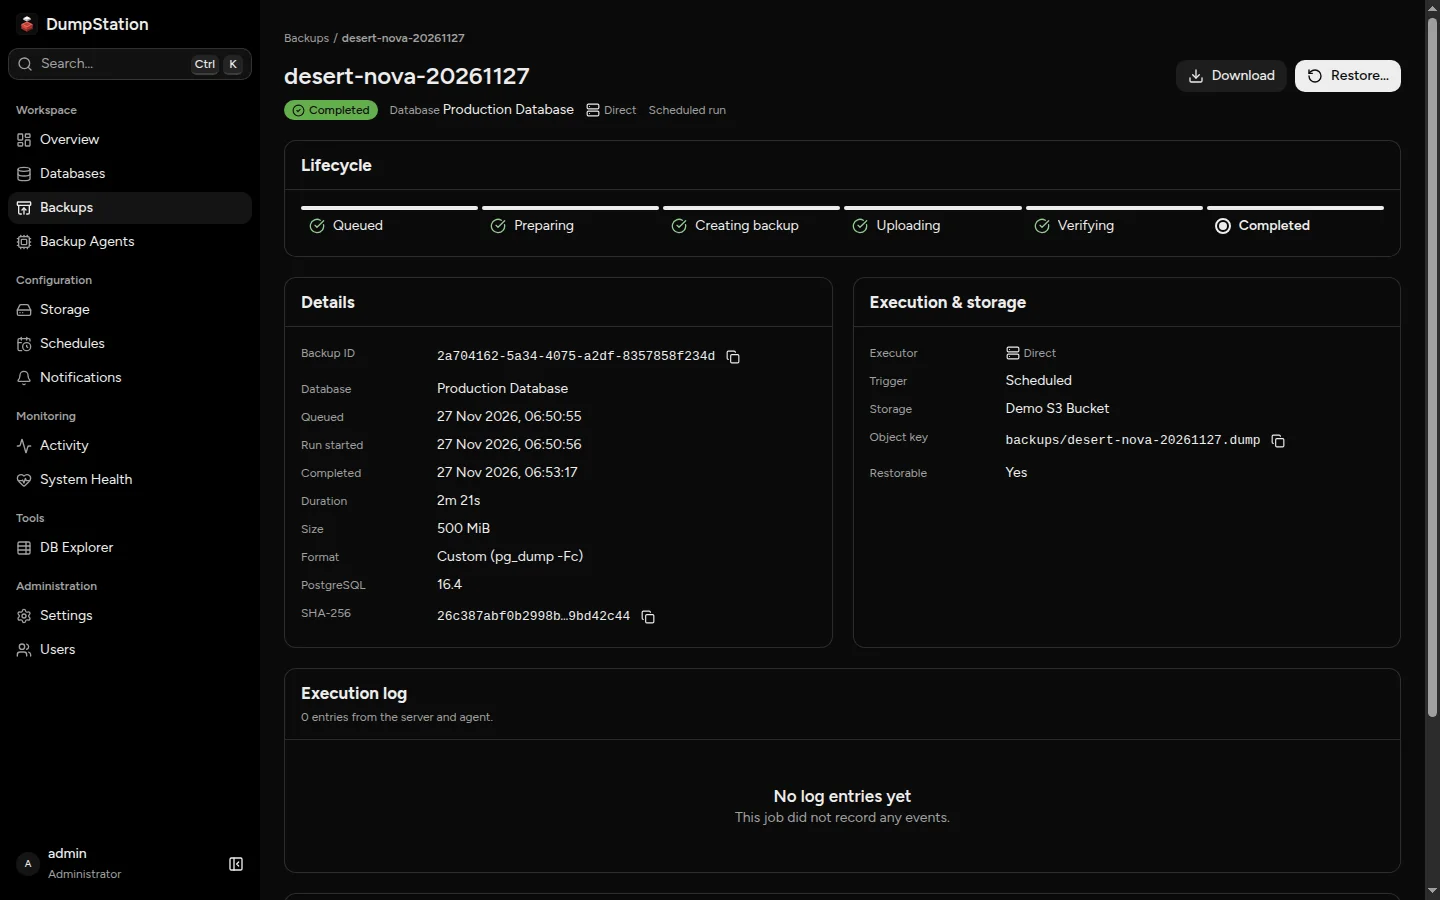 DumpStation
Search...
Ctrl K
Workspace
Overview
Databases
Backups
Backup Agents
Configuration
Storage
Schedules
Notifications
Monitoring
Activity
System Health
Tools
DB Explorer
Administration
Settings
Users
A
admin
Administrator
Backups / desert-nova-20261127
desert-nova-20261127
Download
Restore...
Completed Database Production Database Direct Scheduled run
Lifecycle
Queued Preparing Creating backup Uploading Verifying Completed
Details
Backup ID 2a704162-5a34-4075-a2df-8357858f234d
Database Production Database
Queued 27 Nov 2026, 06:50:55
Run started 27 Nov 2026, 06:50:56
Completed 27 Nov 2026, 06:53:17
Duration 2m 21s
Size 500 MiB
Format Custom (pg_dump -Fc)
PostgreSQL 16.4
SHA-256 26c387abf0b2998b…9bd42c44
Execution & storage
Executor Direct
Trigger Scheduled
Storage Demo S3 Bucket
Object key backups/desert-nova-20261127.dump
Restorable Yes
Execution log
0 entries from the server and agent.
No log entries yet
This job did not record any events.